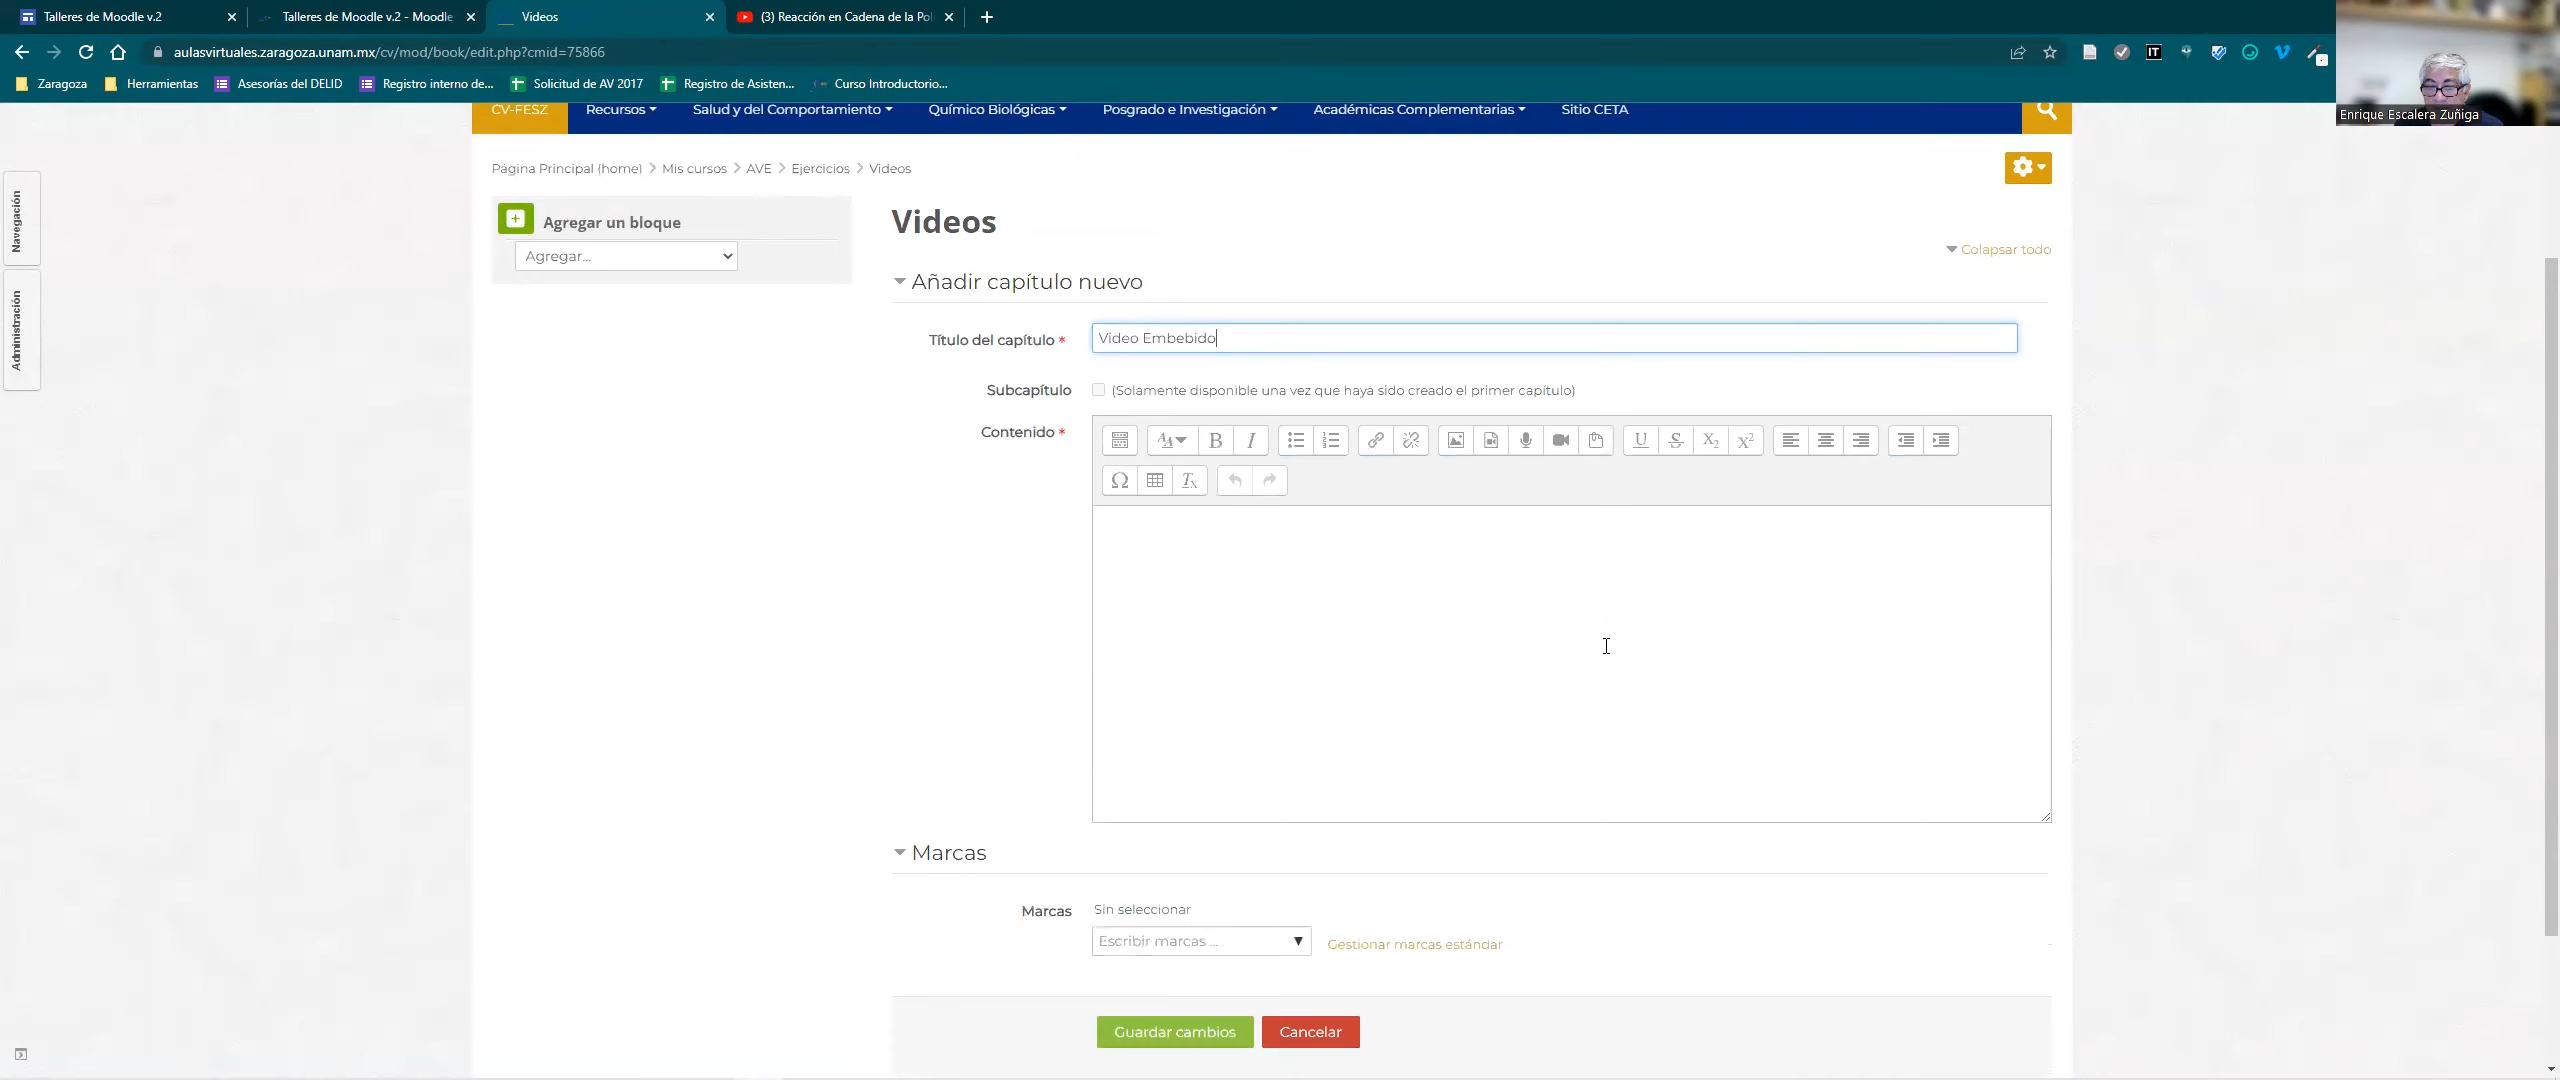 Talleres de Moodle v.2
Talleres de Moodle v.2 - Moodle
Videos
(3) Reacción en Cadena de la Pol
aulasvirtuales.zaragoza.unam.mx/cv/mod/book/edit.php?cmid=75866
Zaragoza
Herramientas
Asesorías del DELID
Registro interno de...
Solicitud de AV 2017
Registro de Asisten...
Curso Introductorio...
Enrique Escalera Zuñiga
CV-FESZ
Recursos
Salud y del Comportamiento
Químico Biológicas
Posgrado e Investigación
Académicas Complementarias
Sitio CETA
Página Principal (home) > Mis cursos > AVE > Ejercicios > Videos
Navegación
Administración
Agregar un bloque
Agregar...
Videos
Colapsar todo
Añadir capítulo nuevo
Título del capítulo *
Video Embebido
Subcapítulo
(Solamente disponible una vez que haya sido creado el primer capítulo)
Contenido *
Marcas
Marcas
Sin seleccionar
Escribir marcas ...
Gestionar marcas estándar
Guardar cambios
Cancelar